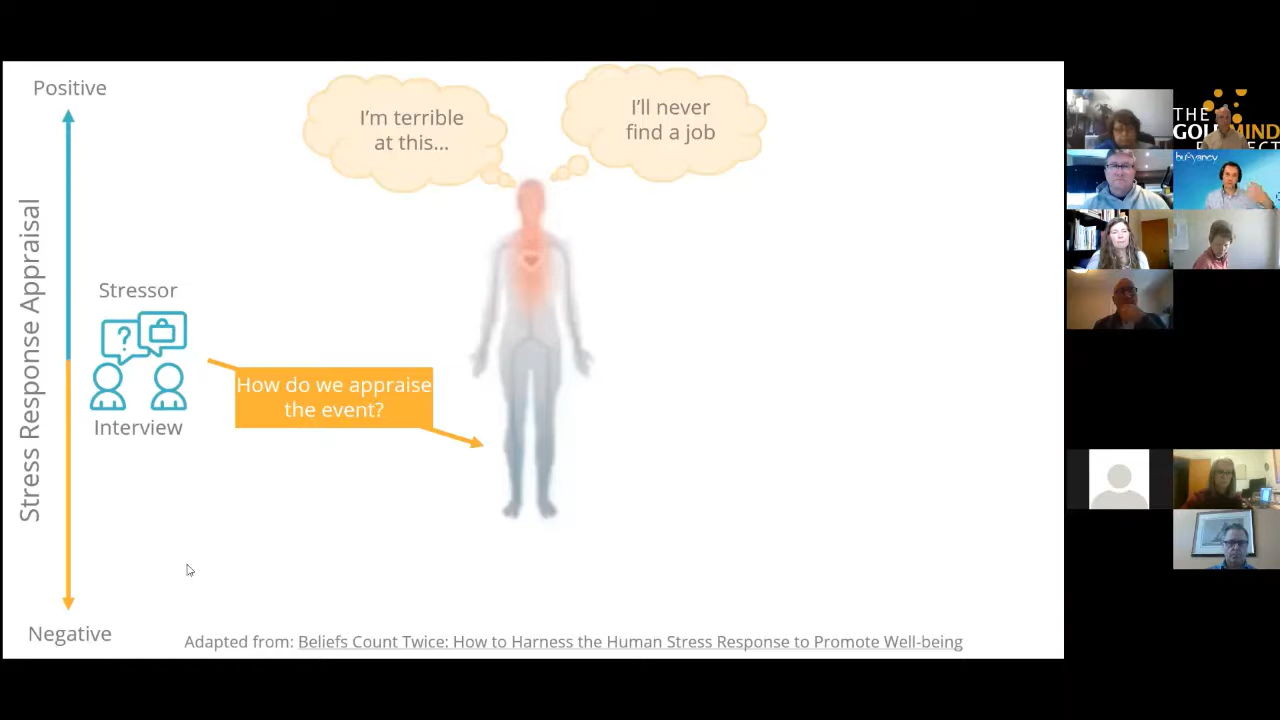 Positive
Stress Response Appraisal
I'm terrible
at this...
I'll never
find a job
Stressor
?
Interview
How do we appraise
the event?
Negative
Adapted from: Beliefs Count Twice: How to Harness the Human Stress Response to Promote Well-being
THE